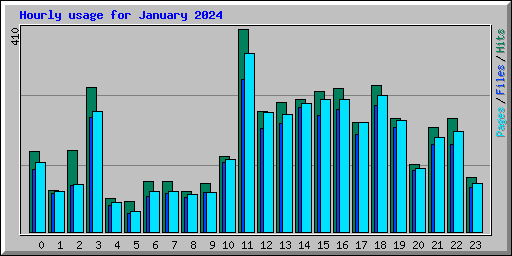 Hourly usage for January 2024
410
Pages/Files/Hits
0 1 2 3 4 5 6 7 8 9 10 11 12 13 14 15 16 17 18 19 20 21 22 23